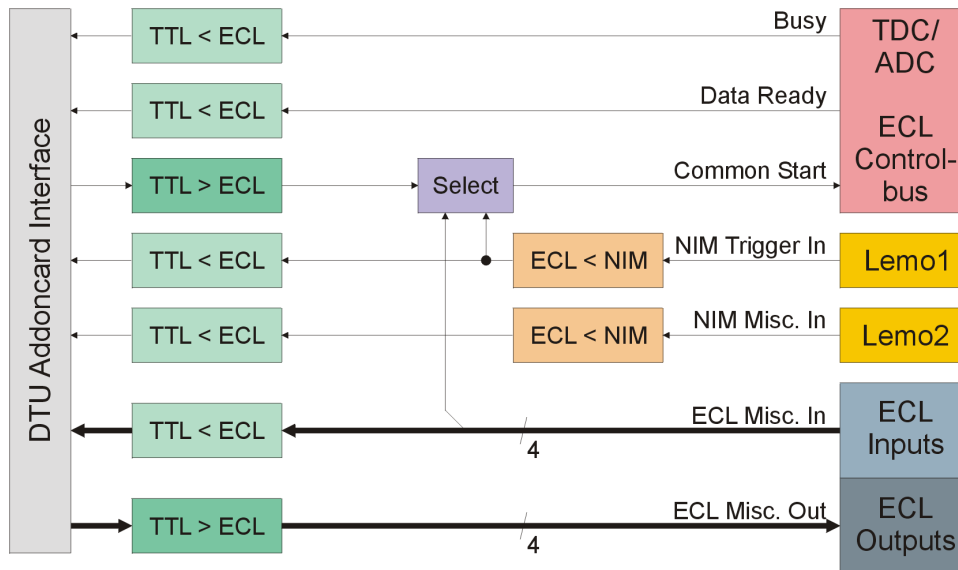 DTU Addoncard Interface
TTL < ECL
Busy
TDC/
ADC
ECL
Control-
bus
TTL < ECL
Data Ready
TTL > ECL
Select
Common Start
TTL < ECL
ECL < NIM
NIM Trigger In
Lemo1
TTL < ECL
ECL < NIM
NIM Misc. In
Lemo2
TTL < ECL
4
ECL Misc. In
ECL
Inputs
TTL > ECL
4
ECL Misc. Out
ECL
Outputs